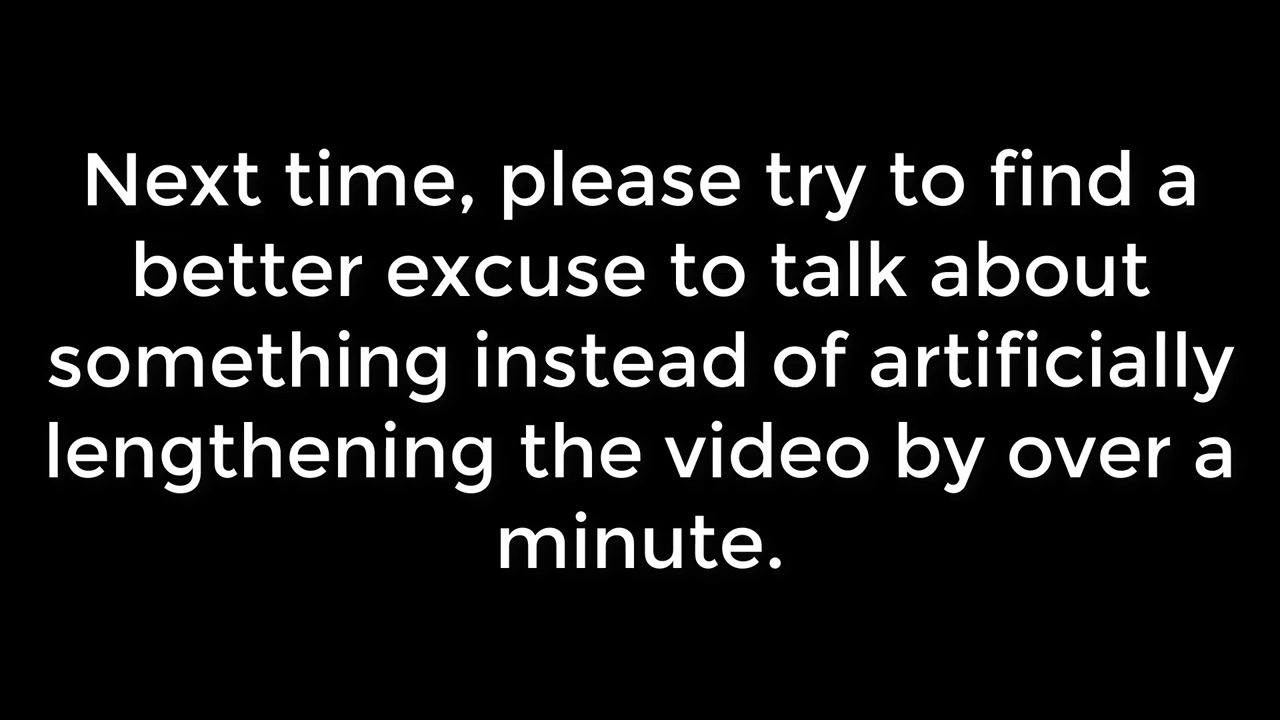 Next time, please try to find a
better excuse to talk about
something instead of artificially
lengthening the video by over a
minute.